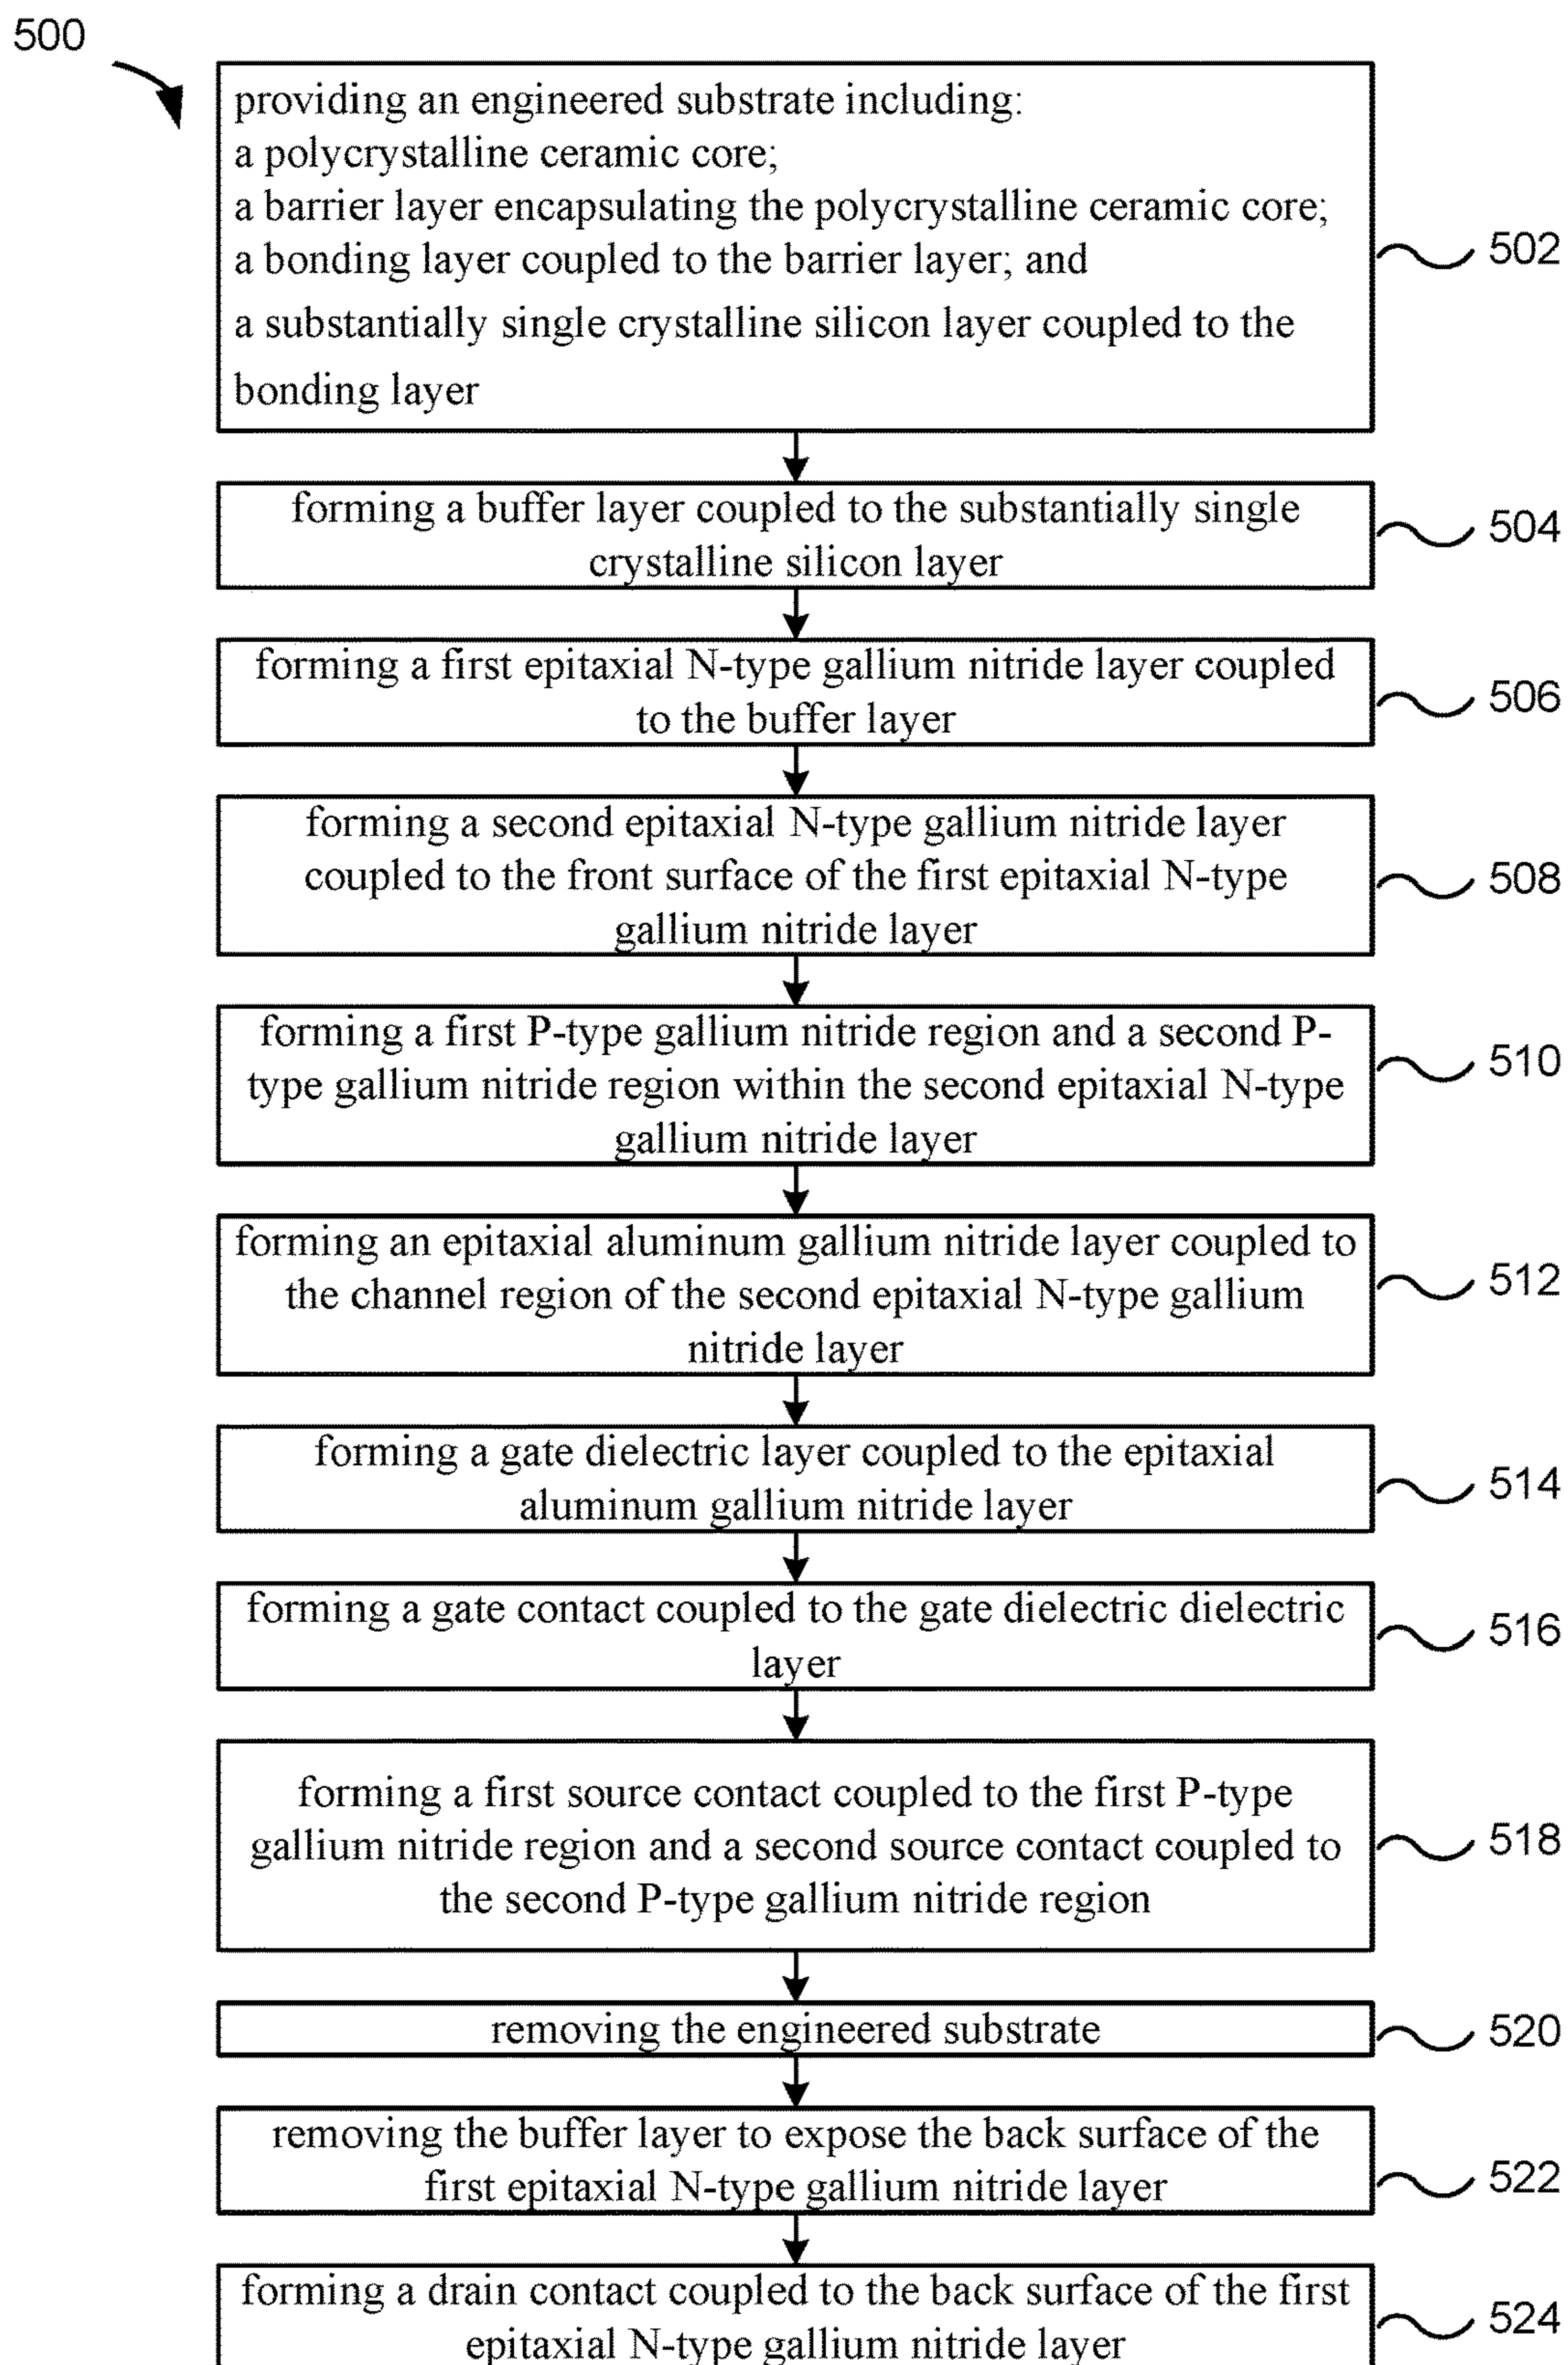 500
providing an engineered substrate including:
a polycrystalline ceramic core;
a barrier layer encapsulating the polycrystalline ceramic core;
a bonding layer coupled to the barrier layer; and
a substantially single crystalline silicon layer coupled to the
bonding layer
502
forming a buffer layer coupled to the substantially single
crystalline silicon layer
504
forming a first epitaxial N-type gallium nitride layer coupled
to the buffer layer
506
forming a second epitaxial N-type gallium nitride layer
coupled to the front surface of the first epitaxial N-type
gallium nitride layer
508
forming a first P-type gallium nitride region and a second P-
type gallium nitride region within the second epitaxial N-type
gallium nitride layer
510
forming an epitaxial aluminum gallium nitride layer coupled to
the channel region of the second epitaxial N-type gallium
nitride layer
512
forming a gate dielectric layer coupled to the epitaxial
aluminum gallium nitride layer
514
forming a gate contact coupled to the gate dielectric dielectric
layer
516
forming a first source contact coupled to the first P-type
gallium nitride region and a second source contact coupled to
the second P-type gallium nitride region
518
removing the engineered substrate
520
removing the buffer layer to expose the back surface of the
first epitaxial N-type gallium nitride layer
522
forming a drain contact coupled to the back surface of the first
epitaxial N-type gallium nitride layer
524